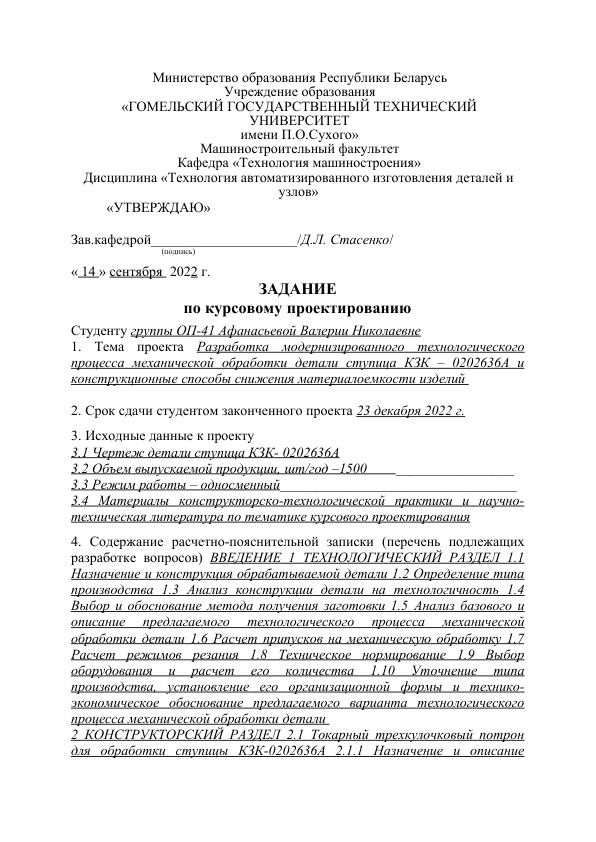 Министерство образования Республики Беларусь
Учреждение образования
«ГОМЕЛЬСКИЙ ГОСУДАРСТВЕННЫЙ ТЕХНИЧЕСКИЙ
УНИВЕРСИТЕТ
имени П.О.Сухого»
Машиностроительный факультет
Кафедра «Технология машиностроения»
Дисциплина «Технология автоматизированного изготовления деталей и
узлов»
«УТВЕРЖДАЮ»
Зав.кафедрой_____________________/Д.Л. Стасенко/
(подпись)
« 14 » сентября  2022 г.
ЗАДАНИЕ
по курсовому проектированию
Студенту группы ОП-41 Афанасьевой Валерии Николаевне
1. Тема проекта Разработка модернизированного технологического
процесса механической обработки детали ступица КЗК – 0202636А и
конструкционные способы снижения материалоемкости изделий
2. Срок сдачи студентом законченного проекта 23 декабря 2022 г.
3. Исходные данные к проекту
3.1 Чертеж детали ступица КЗК- 0202636А
3.2 Объем выпускаемой продукции, шт/год –1500____ _________________
3.3 Режим работы – односменный__________________________________
3.4 Материалы конструкторско-технологической практики и научно-
техническая литература по тематике курсового проектирования
4. Содержание расчетно-пояснительной записки (перечень подлежащих
разработке вопросов) ВВЕДЕНИЕ 1 ТЕХНОЛОГИЧЕСКИЙ РАЗДЕЛ 1.1
Назначение и конструкция обрабатываемой детали 1.2 Определение типа
производства 1.3 Анализ конструкции детали на технологичность 1.4
Выбор и обоснование метода получения заготовки 1.5 Анализ базового и
описание предлагаемого технологического процесса механической
обработки детали 1.6 Расчет припусков на механическую обработку 1.7
Расчет режимов резания 1.8 Техническое нормирование 1.9 Выбор
оборудования и расчет его количества 1.10 Уточнение типа
производства, установление его организационной формы и технико-
экономическое обоснование предлагаемого варианта технологического
процесса механической обработки детали
2 КОНСТРУКТОРСКИЙ РАЗДЕЛ 2.1 Токарный трехкулочковый потрон
для обработки ступицы КЗК-0202636А 2.1.1 Назначение и описание